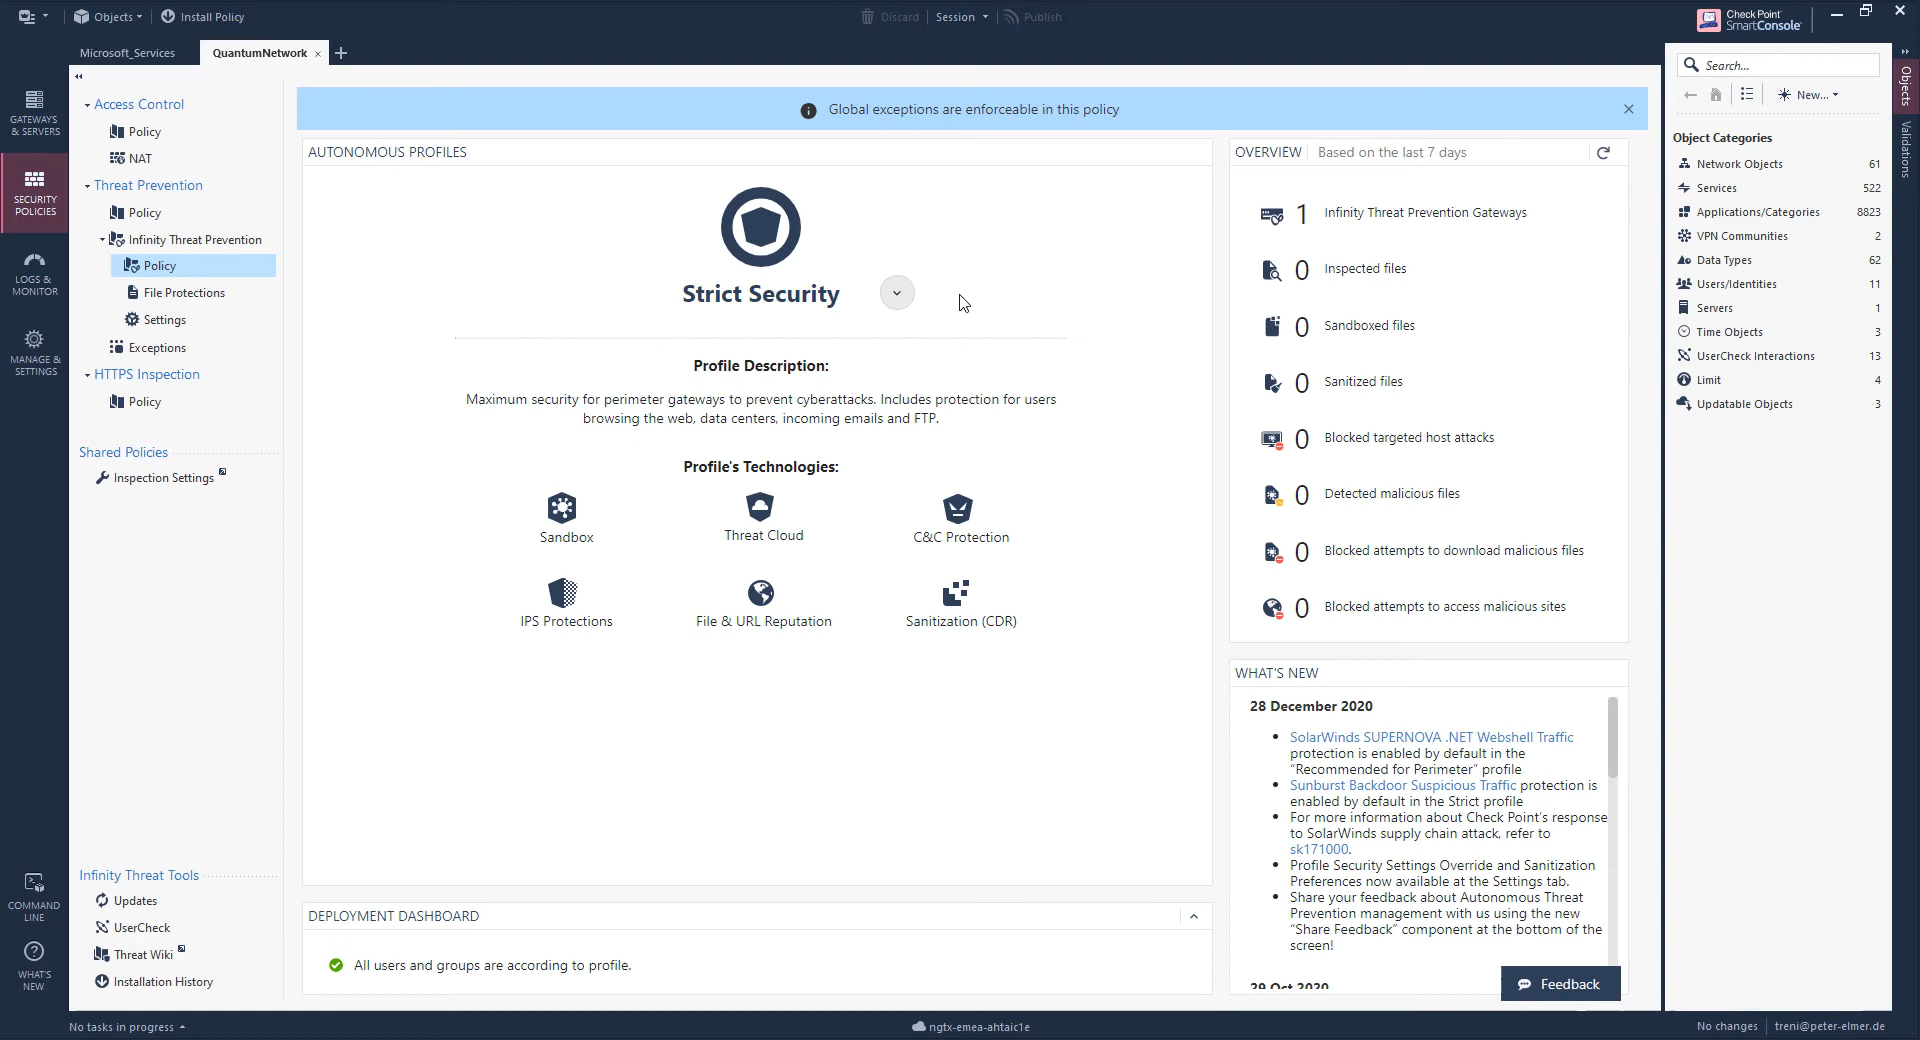 Objects
Install Policy
Discard
Session
Publish
Check Point
SmartConsole
Microsoft_Services
QuantumNetwork
GATEWAYS
& SERVERS
SECURITY
POLICIES
LOGS &
MONITOR
MANAGE &
SETTINGS
COMMAND
LINE
WHAT'S
NEW
Access Control
Policy
NAT
Threat Prevention
Policy
Infinity Threat Prevention
Policy
File Protections
Settings
Exceptions
HTTPS Inspection
Policy
Shared Policies
Inspection Settings
Infinity Threat Tools
Updates
UserCheck
Threat Wiki
Installation History
Global exceptions are enforceable in this policy
AUTONOMOUS PROFILES
Strict Security
Profile Description:
Maximum security for perimeter gateways to prevent cyberattacks. Includes protection for users
browsing the web, data centers, incoming emails and FTP.
Profile's Technologies:
Sandbox
Threat Cloud
C&C Protection
IPS Protections
File & URL Reputation
Sanitization (CDR)
DEPLOYMENT DASHBOARD
All users and groups are according to profile.
OVERVIEW Based on the last 7 days
1 Infinity Threat Prevention Gateways
0 Inspected files
0 Sandboxed files
0 Sanitized files
0 Blocked targeted host attacks
0 Detected malicious files
0 Blocked attempts to download malicious files
0 Blocked attempts to access malicious sites
WHAT'S NEW
28 December 2020
• SolarWinds SUPERNOVA .NET Webshell Traffic
protection is enabled by default in the
“Recommended for Perimeter” profile
• Sunburst Backdoor Suspicious Traffic protection is
enabled by default in the Strict profile
• For more information about Check Point’s response
to SolarWinds supply chain attack, refer to
sk171000.
• Profile Security Settings Override and Sanitization
Preferences now available at the Settings tab.
• Share your feedback about Autonomous Threat
Prevention management with us using the new
“Share Feedback” component at the bottom of the
screen!
29 Oct 2020
Feedback
Search...
New...
Object Categories
Network Objects 61
Services 522
Applications/Categories 8823
VPN Communities 2
Data Types 62
Users/Identities 11
Servers 1
Time Objects 3
UserCheck Interactions 13
Limit 4
Updatable Objects 3
Objects
Validations
No tasks in progress
ngtx-emea-ahtaic1e
No changes
treni@peter-elmer.de